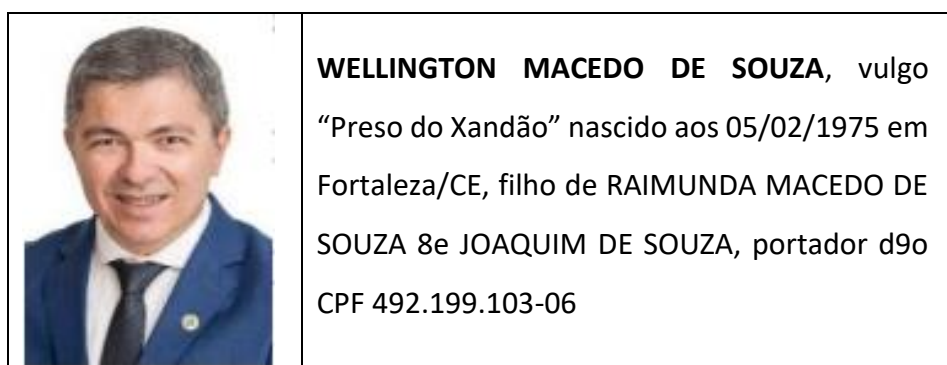 WELLINGTON MACEDO DE SOUZA, vulgo
“Preso do Xandão” nascido aos 05/02/1975 em
Fortaleza/CE, filho de RAIMUNDA MACEDO DE
SOUZA 8e JOAQUIM DE SOUZA, portador d9o
CPF 492.199.103-06